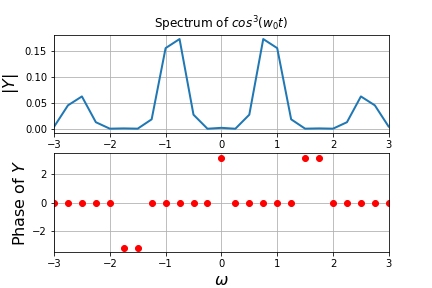 Spectrum of cos³(w₀t)
|Y|
0.15
0.10
0.05
0.00
−3 −2 −1 0 1 2 3
Phase of Y
2
0
−2
−3 −2 −1 0 1 2 3
ω